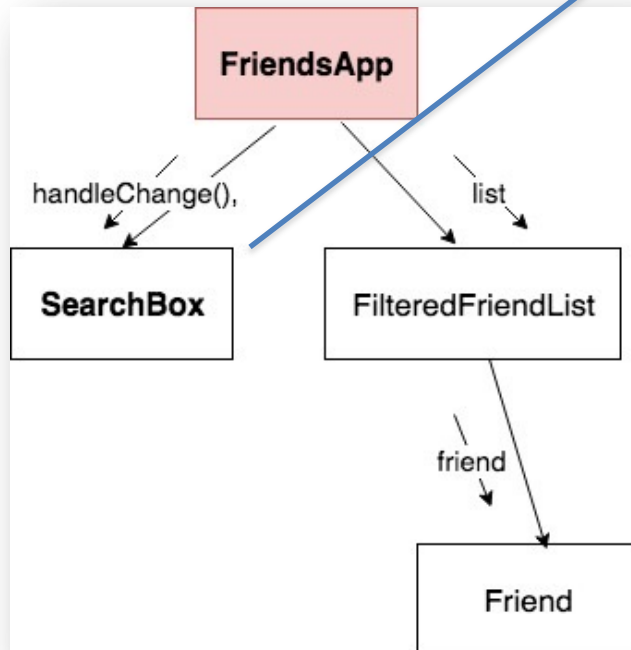 FriendsApp
handleChange(),
list
SearchBox
FilteredFriendList
friend
Friend